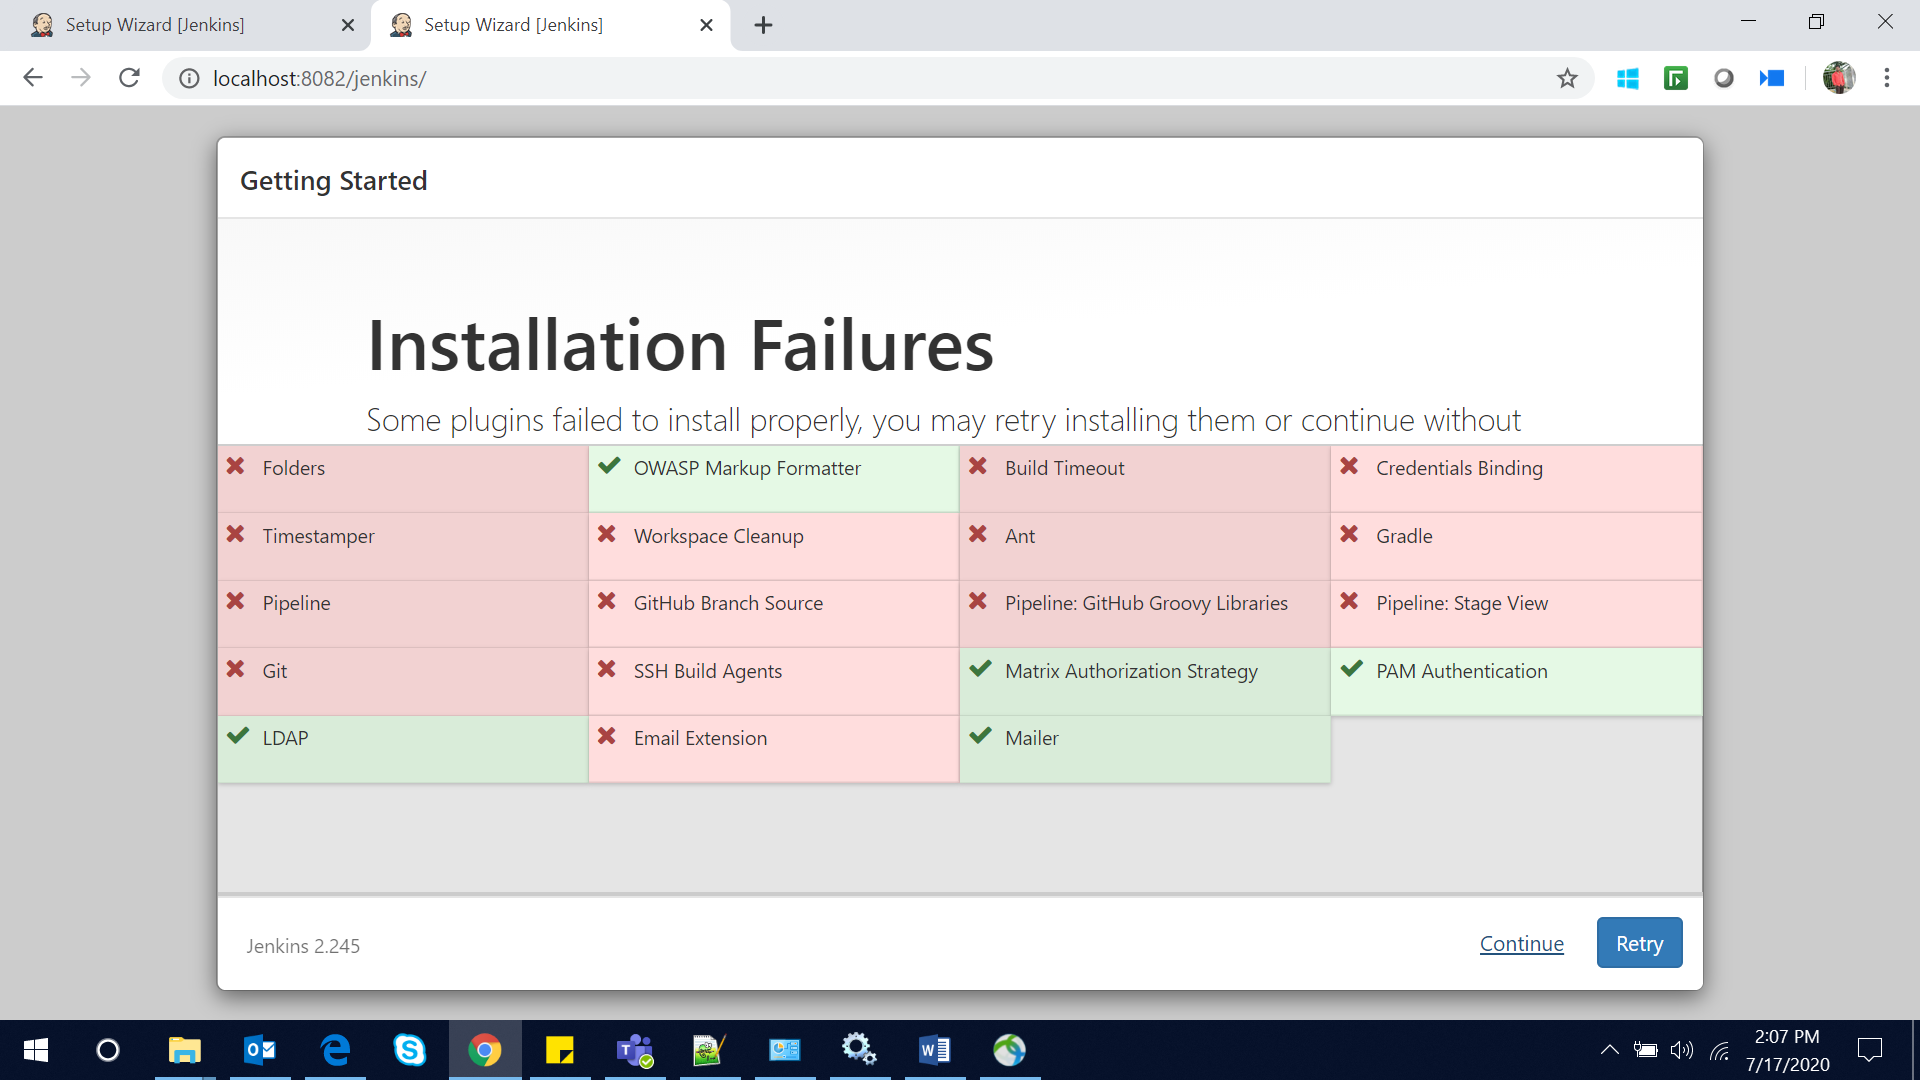 Setup Wizard [Jenkins]
Setup Wizard [Jenkins]
localhost:8082/jenkins/
Getting Started
Installation Failures
Some plugins failed to install properly, you may retry installing them or continue without
Folders
OWASP Markup Formatter
Build Timeout
Credentials Binding
Timestamper
Workspace Cleanup
Ant
Gradle
Pipeline
GitHub Branch Source
Pipeline: GitHub Groovy Libraries
Pipeline: Stage View
Git
SSH Build Agents
Matrix Authorization Strategy
PAM Authentication
LDAP
Email Extension
Mailer
Jenkins 2.245
Continue
Retry
2:07 PM
7/17/2020